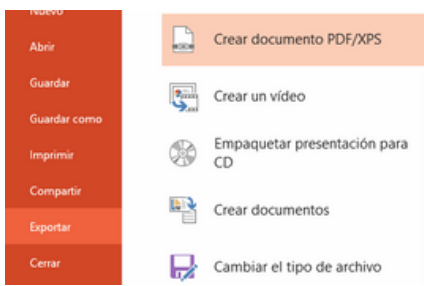 Nuevo
Abrir
Guardar
Guardar como
Imprimir
Compartir
Exportar
Cerrar
Crear documento PDF/XPS
Crear un vídeo
Empaquetar presentación para
CD
Crear documentos
Cambiar el tipo de archivo